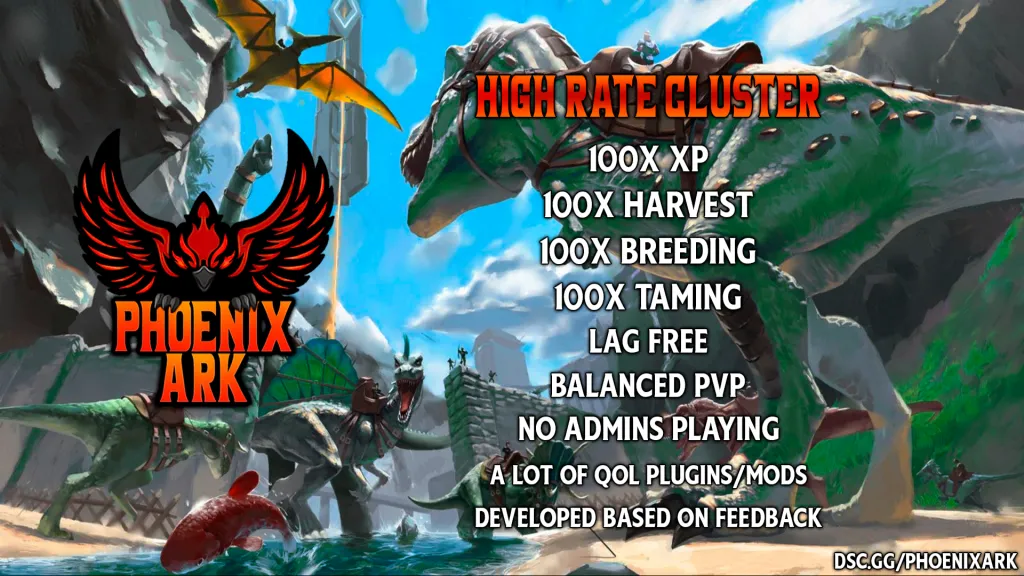 PHOENIX
ARK
HIGH RATE CLUSTER
100X XP
100X HARVEST
100X BREEDING
100X TAMING
LAG FREE
BALANCED PVP
NO ADMINS PLAYING
A LOT OF QOL PLUGINS/MODS
DEVELOPED BASED ON FEEDBACK
DSC.GG/PHOENIXARK